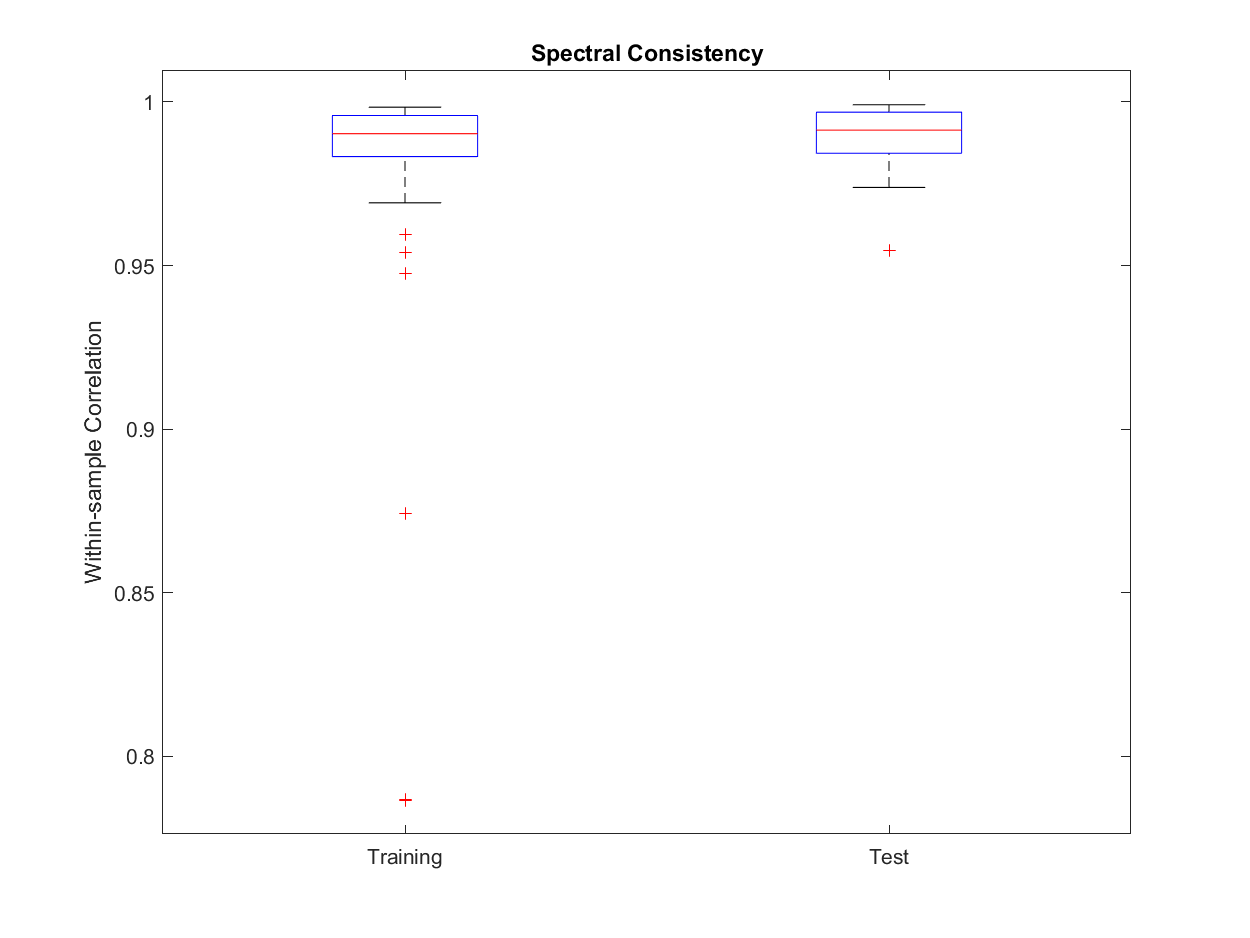 Spectral Consistency
1
0.95
0.9
0.85
0.8
Within-sample Correlation
Training
Test